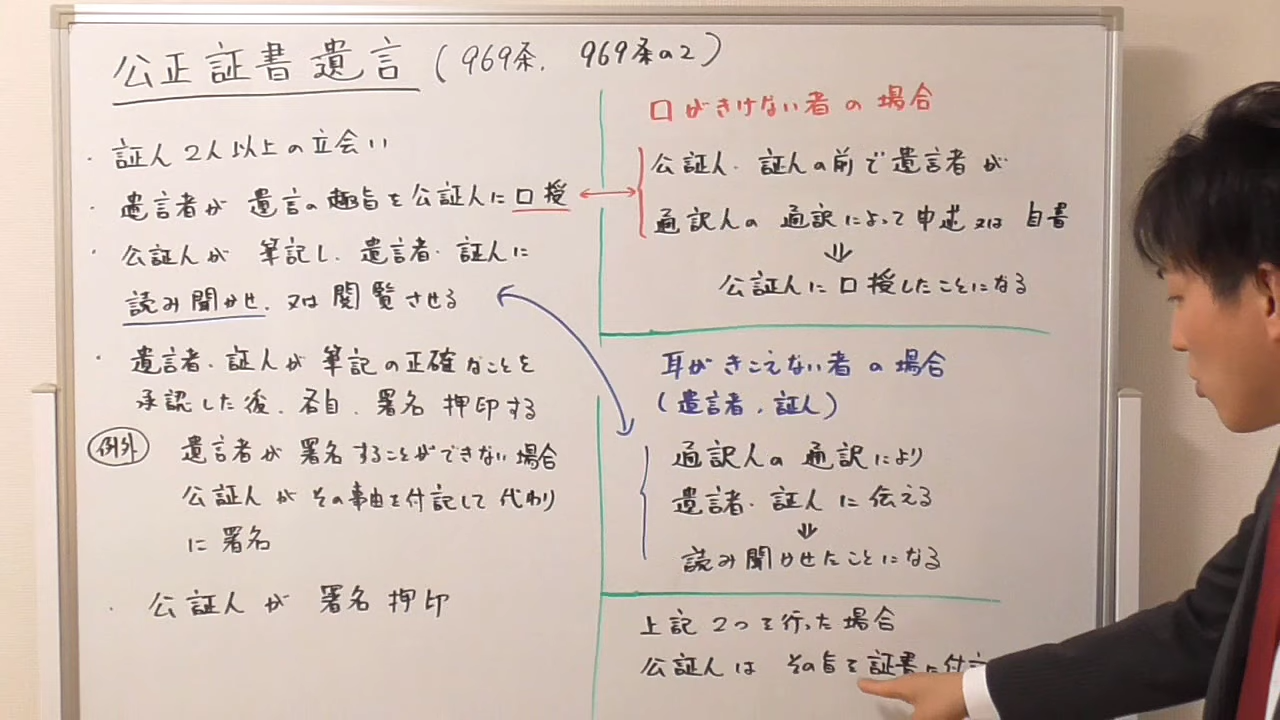 公正証書遺言 (969条. 969条の2)
・証人2人以上の立会い
・遺言者が 遺言の趣旨を公証人に口授
・公証人が 筆記し. 遺言者・証人に
読み聞かせ. 又は閲覧させる
・遺言者・証人が 筆記の正確なことを
承認した後. 各自. 署名 押印する
例外 遺言者が 署名することができない場合
公証人が その事由を付記して 代わり
に 署名
・公証人が 署名 押印
口がきけない者の場合
公証人・証人の前で遺言者が
通訳人の 通訳によって申述又は 自書
⇓
公証人に口授したことになる
耳がきこえない者の場合
(遺言者. 証人)
通訳人の 通訳により
遺言者・証人に伝える
⇓
読み聞かせたことになる
上記2つを行った場合
公証人は その旨を証書に付